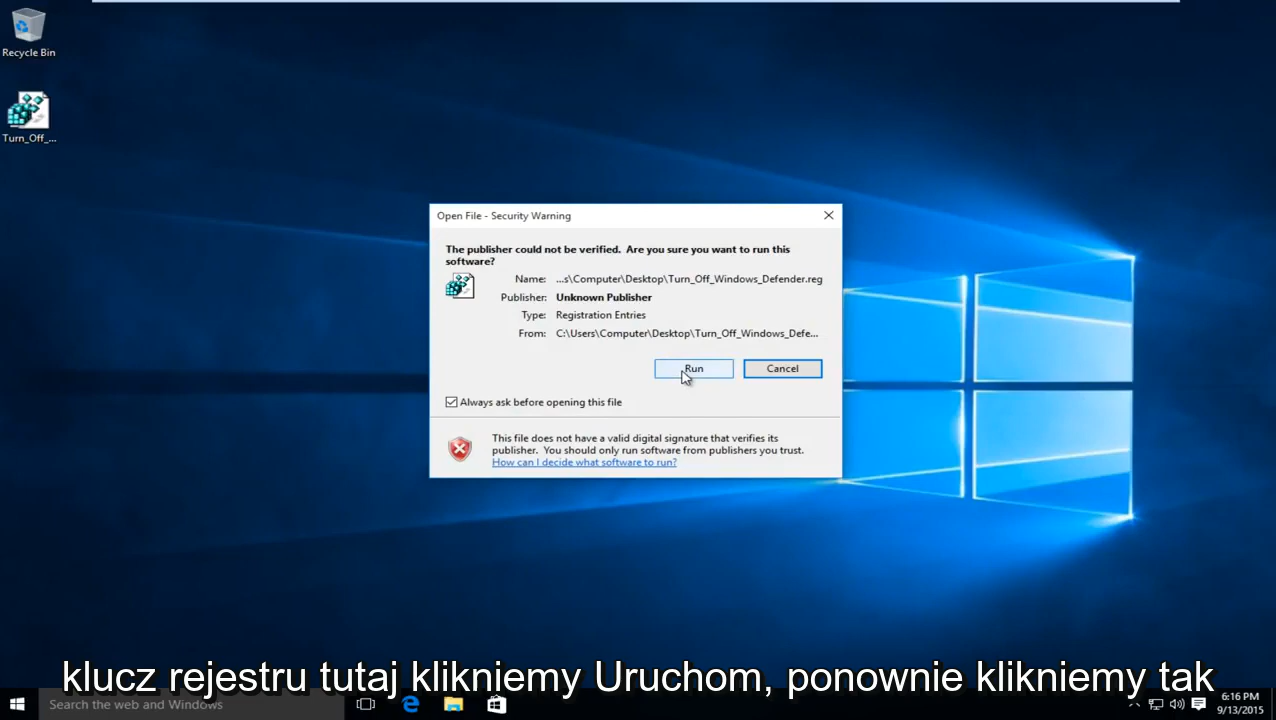 Recycle Bin
Turn_Off_...
Open File - Security Warning
The publisher could not be verified. Are you sure you want to run this
software?
Name: ...s\Computer\Desktop\Turn_Off_Windows_Defender.reg
Publisher: Unknown Publisher
Type: Registration Entries
From: C:\Users\Computer\Desktop\Turn_Off_Windows_Defe...
Run Cancel
Always ask before opening this file
This file does not have a valid digital signature that verifies its
publisher. You should only run software from publishers you trust.
How can I decide what software to run?
klucz rejestru tutaj klikniemy Uruchom, ponownie klikniemy tak
Search the web and Windows
6:16 PM
9/13/2015